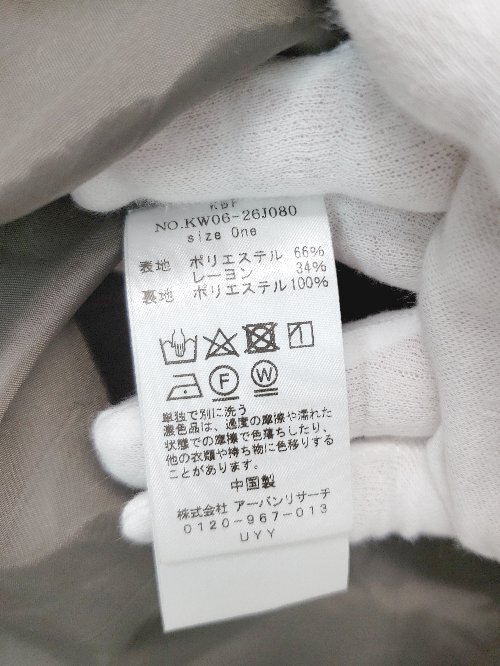 KBF
NO.KW06-26J080
size One
表地 ポリエステル 66%
レーヨン 34%
裏地 ポリエステル 100%
F W
単独で別に洗う
濃色品は、過度の摩擦や濡れた
状態での摩擦で色落ちしたり、
他の衣類や持ち物に色移りする
ことがあります。
中国製
株式会社 アーバンリサーチ
0120-967-013
UYY